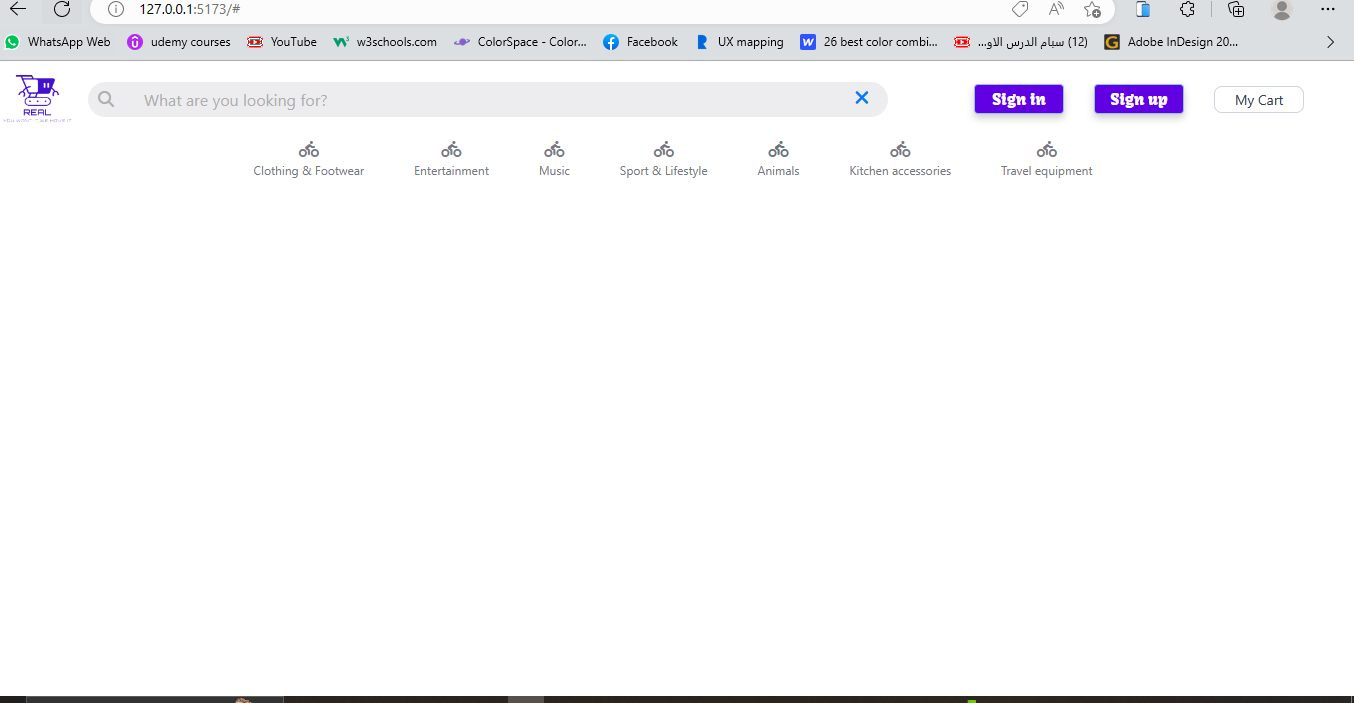 127.0.0.1:5173/#
WhatsApp Web udemy courses YouTube w3schools.com ColorSpace - Color... Facebook UX mapping 26 best color combi... (12) سبام الدرس الاو... Adobe InDesign 20...
REAL
What are you looking for?
Sign in Sign up My Cart
Clothing & Footwear Entertainment Music Sport & Lifestyle Animals Kitchen accessories Travel equipment